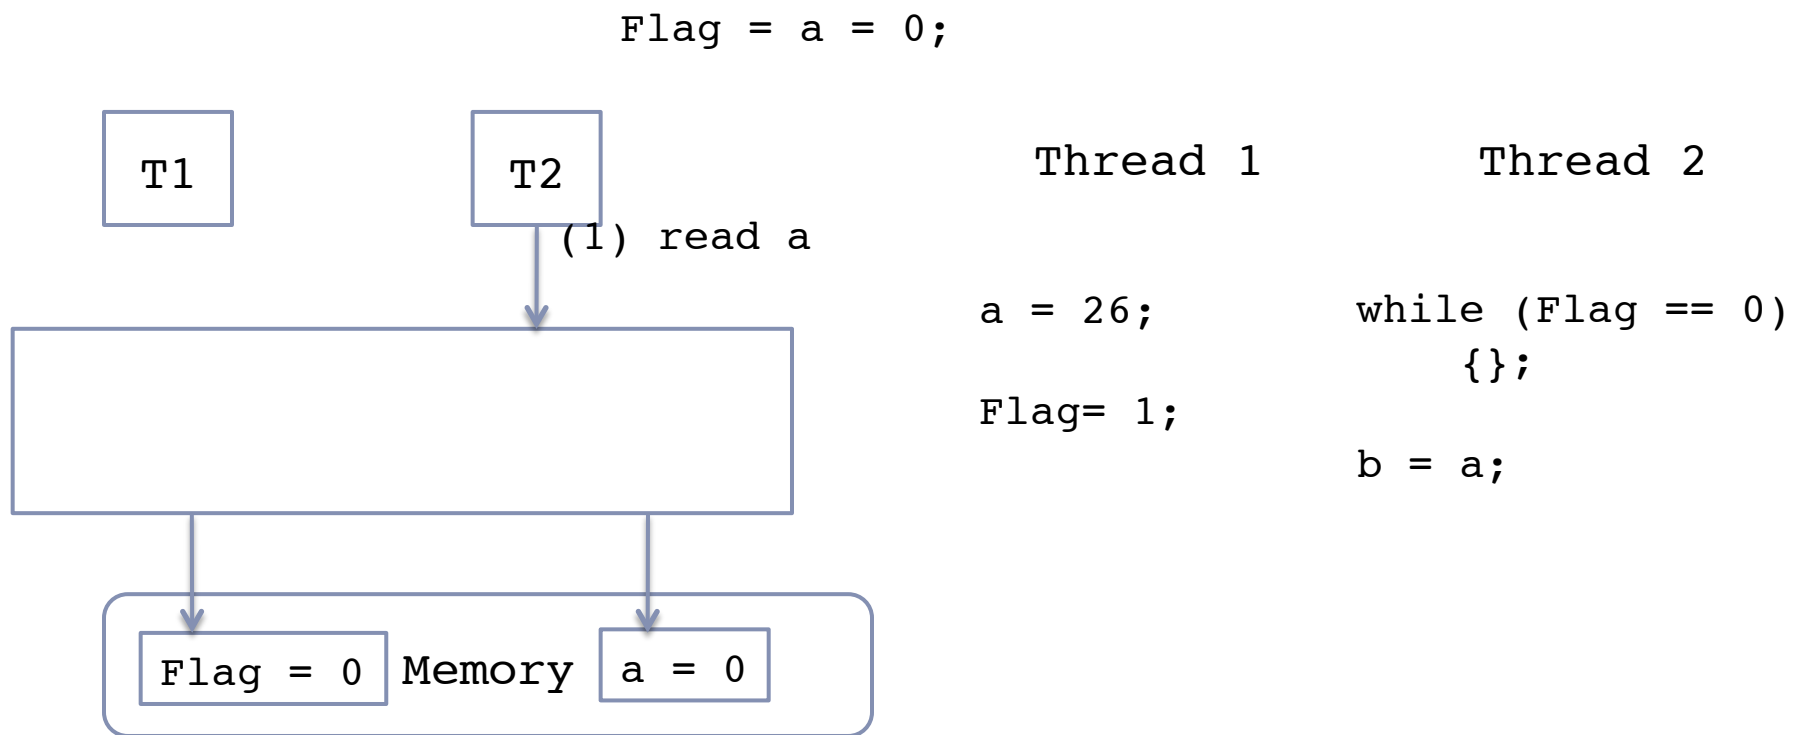 Flag = a = 0;
T1
T2
(1) read a
Flag = 0
Memory
a = 0
Thread 1
a = 26;
Flag= 1;
Thread 2
while (Flag == 0)
{};
b = a;